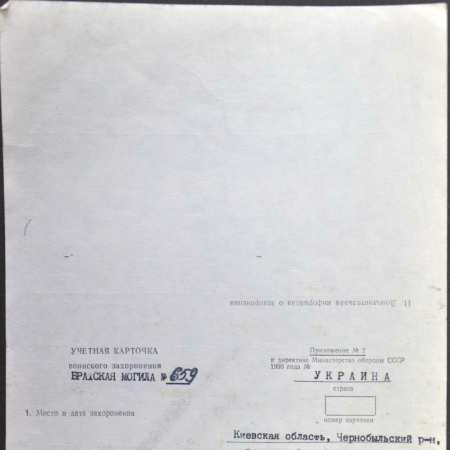 11. Дополнительная информация о захоронении
УЧЕТНАЯ КАРТОЧКА
воинского захоронения
БРАТСКАЯ МОГИЛА № 659
Приложение № 2
к директиве Министерства обороны СССР
1990 года №
УКРАИНА
страна
номер карточки
1. Место и дата захоронения
Киевская область, Чернобыльский р-н,